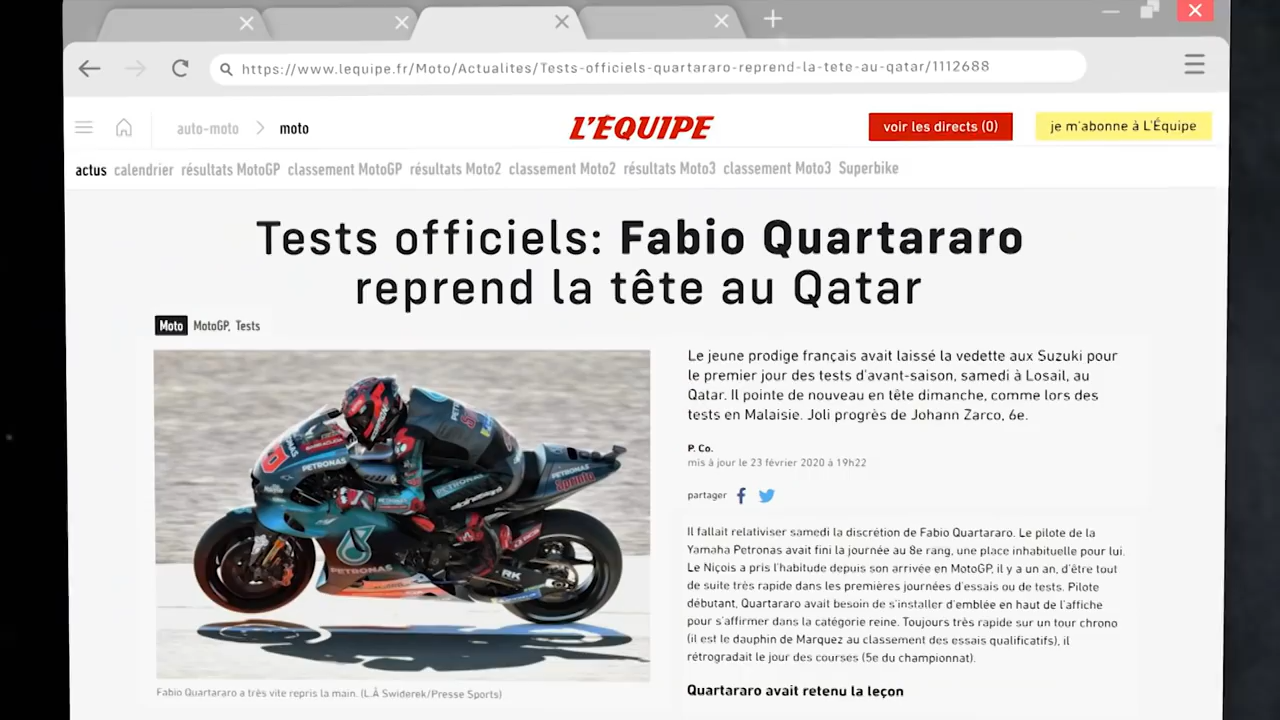 https://www.lequipe.fr/Moto/Actualites/Tests-officiels-quartararo-reprend-la-tete-au-qatar/1112688
auto-moto > moto
L'ÉQUIPE
voir les directs (0)
je m'abonne à L'Équipe
actus calendrier résultats MotoGP classement MotoGP résultats Moto2 classement Moto2 résultats Moto3 classement Moto3 Superbike
Tests officiels: Fabio Quartararo
reprend la tête au Qatar
Moto MotoGP, Tests
PETRONAS
PETRONAS
PETRONAS
PETRONAS
Sprinta
alpinestars
RK
PETRONAS
Fabio Quartararo a très vite repris la main. (L.À Swiderek/Presse Sports)
Le jeune prodige français avait laissé la vedette aux Suzuki pour
le premier jour des tests d'avant-saison, samedi à Losail, au
Qatar. Il pointe de nouveau en tête dimanche, comme lors des
tests en Malaisie. Joli progrès de Johann Zarco, 6e.
P. Co.
mis à jour le 23 février 2020 à 19h22
partager
Il fallait relativiser samedi la discrétion de Fabio Quartararo. Le pilote de la
Yamaha Petronas avait fini la journée au 8e rang, une place inhabituelle pour lui.
Le Niçois a pris l'habitude depuis son arrivée en MotoGP, il y a un an, d'être tout
de suite très rapide dans les premières journées d'essais ou de tests. Pilote
débutant, Quartararo avait besoin de s'installer d'emblée en haut de l'affiche
pour s'affirmer dans la catégorie reine. Toujours très rapide sur un tour chrono
(il est le dauphin de Marquez au classement des essais qualificatifs), il
rétrogradait le jour des courses (5e du championnat).
Quartararo avait retenu la leçon